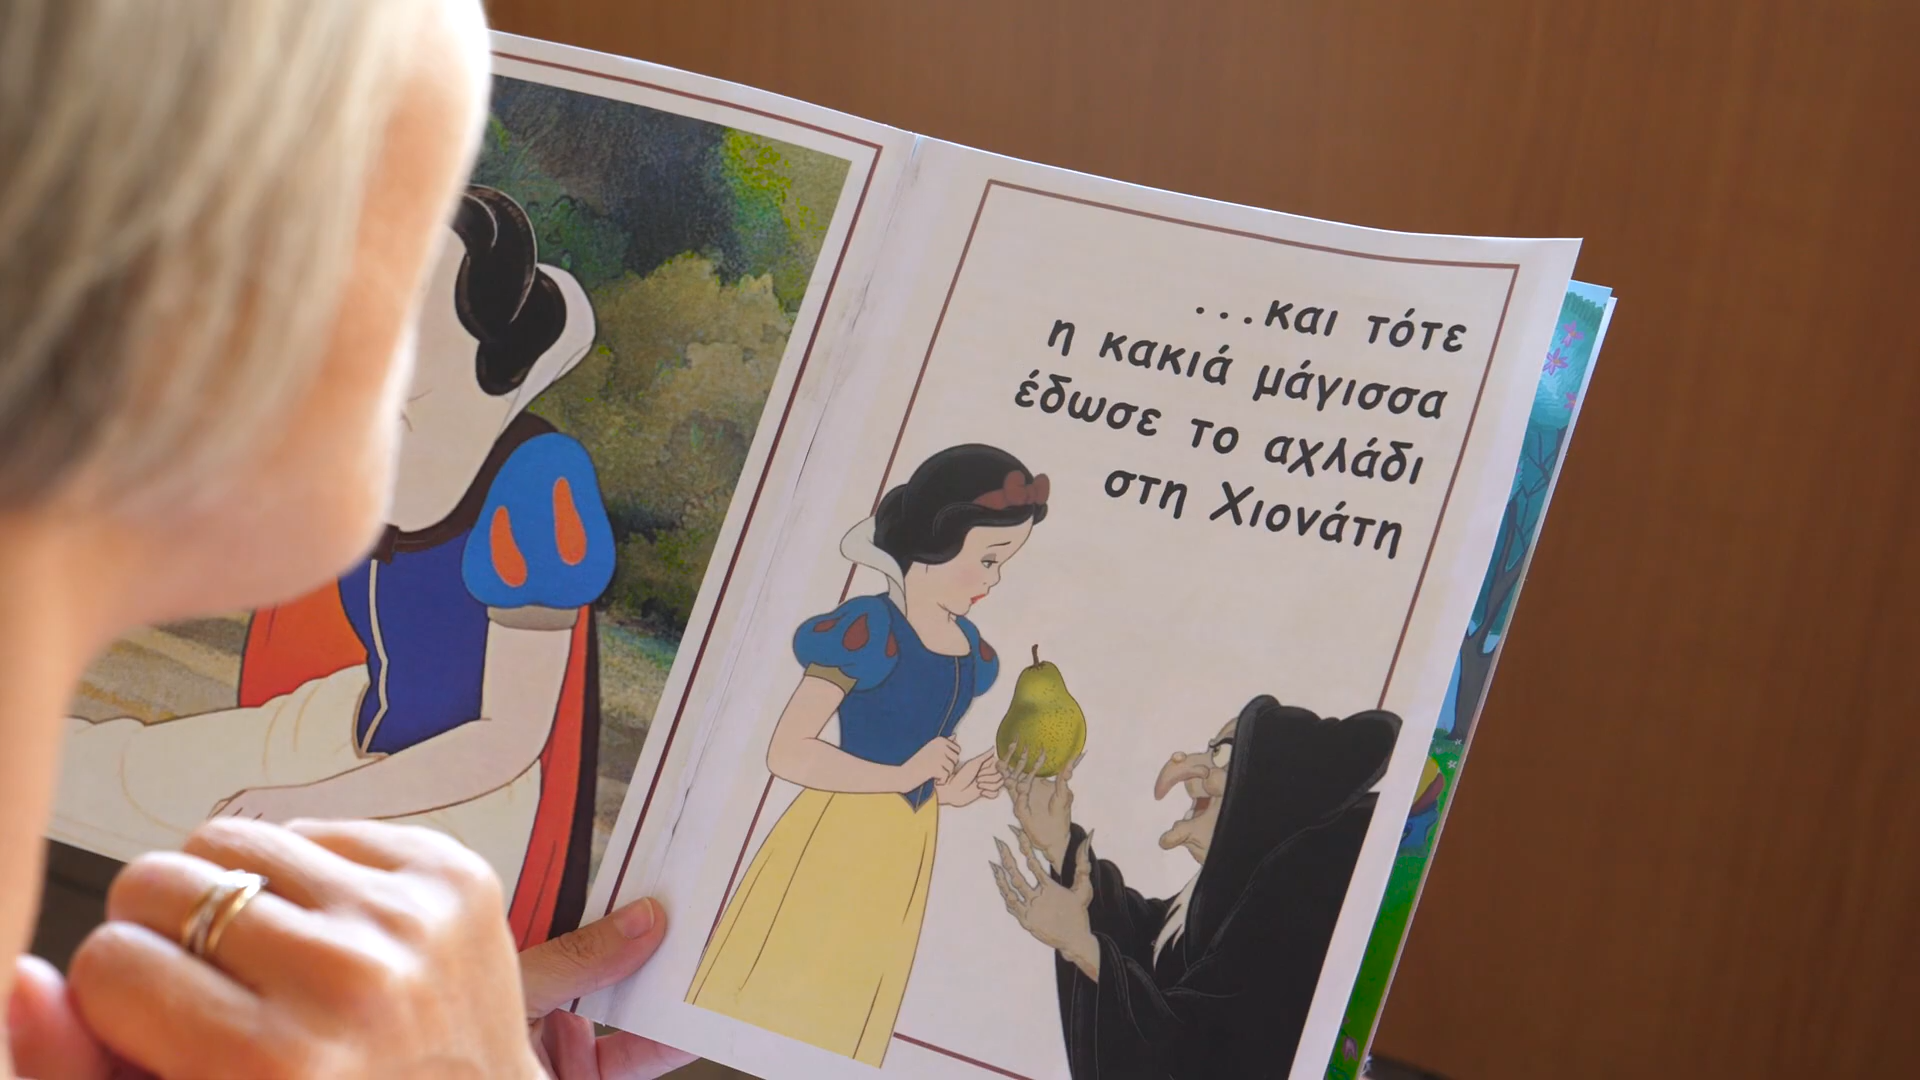 ...και τότε
η κακιά μάγισσα
έδωσε το αχλάδι
στη Χιονάτη